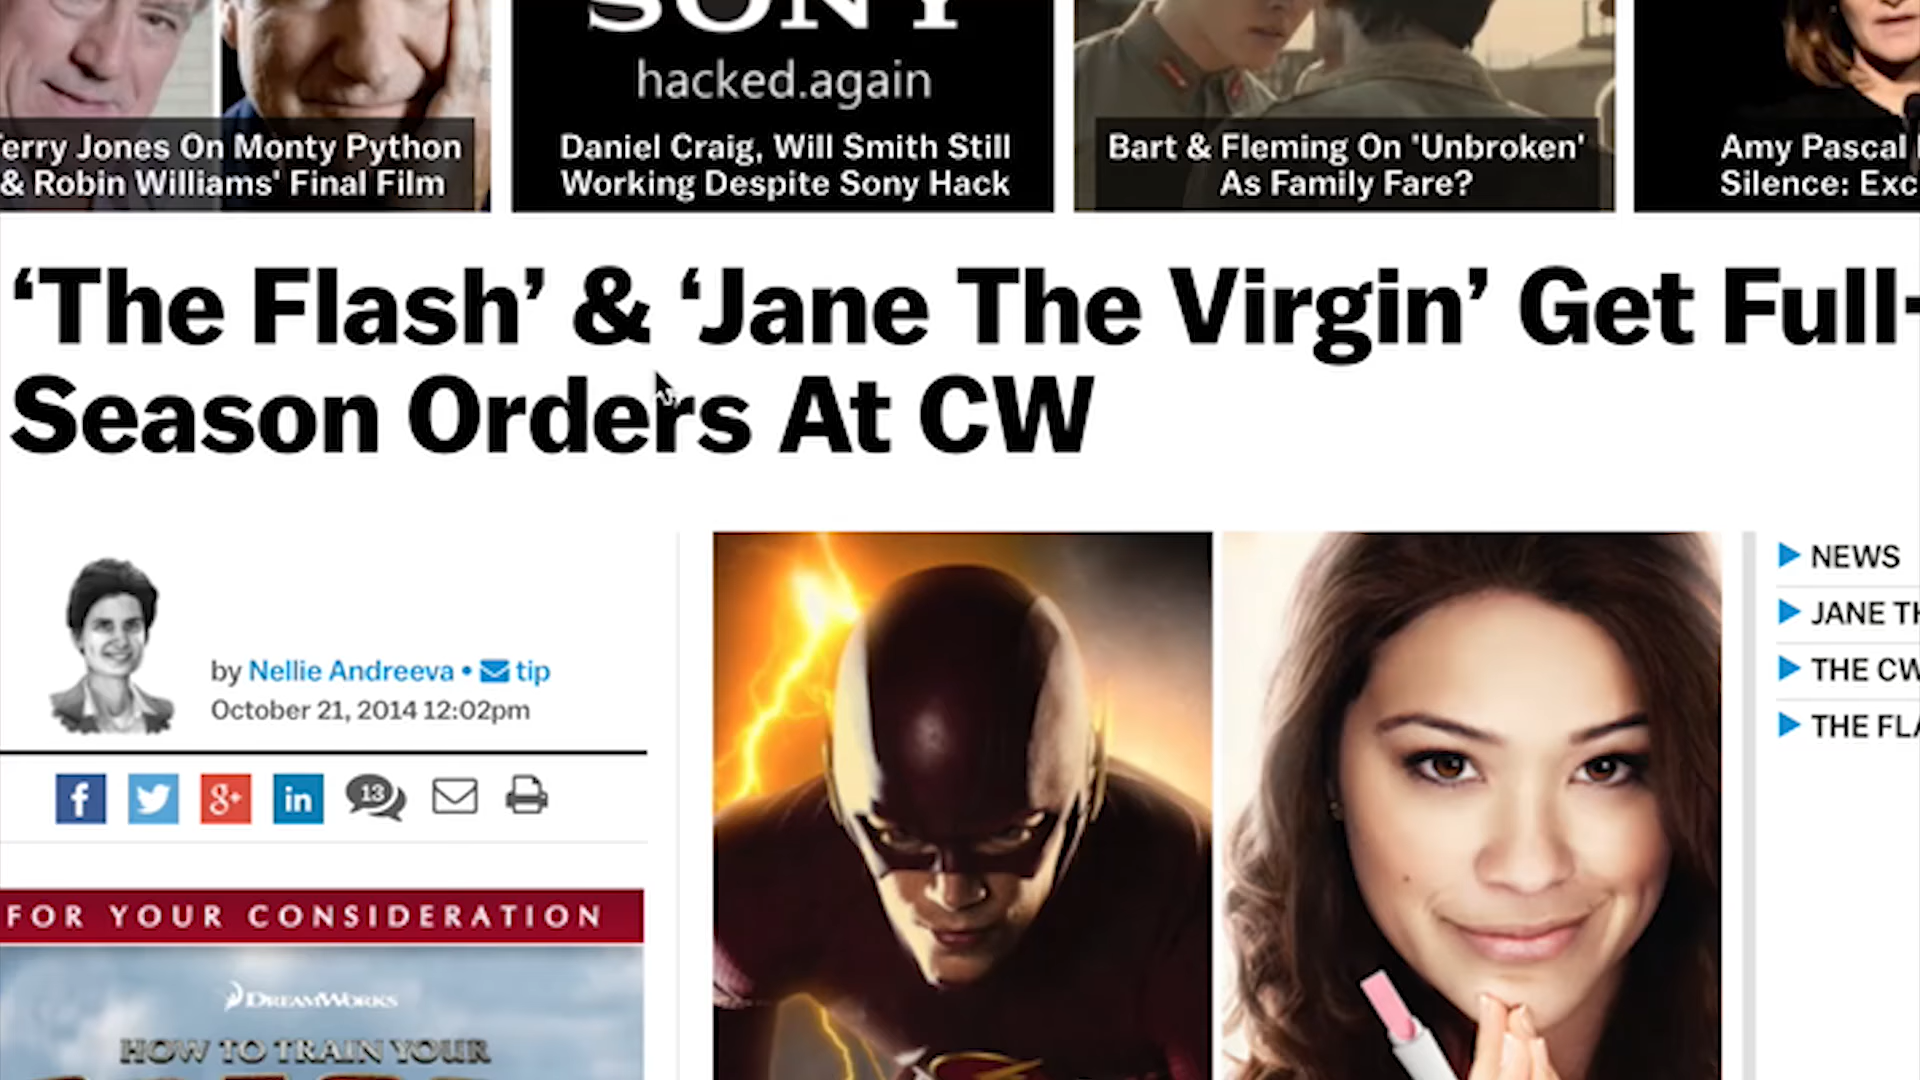 SONY
hacked.again
erry Jones On Monty Python
& Robin Williams' Final Film
Daniel Craig, Will Smith Still
Working Despite Sony Hack
Bart & Fleming On 'Unbroken'
As Family Fare?
Amy Pascal
Silence: Exc
‘The Flash’ & ‘Jane The Virgin’ Get Full-
Season Orders At CW
by Nellie Andreeva • tip
October 21, 2014 12:02pm
f g+ in 13
NEWS
JANE TH
THE CW
THE FLA
FOR YOUR CONSIDERATION
DREAMWORKS
HOW TO TRAIN YOUR